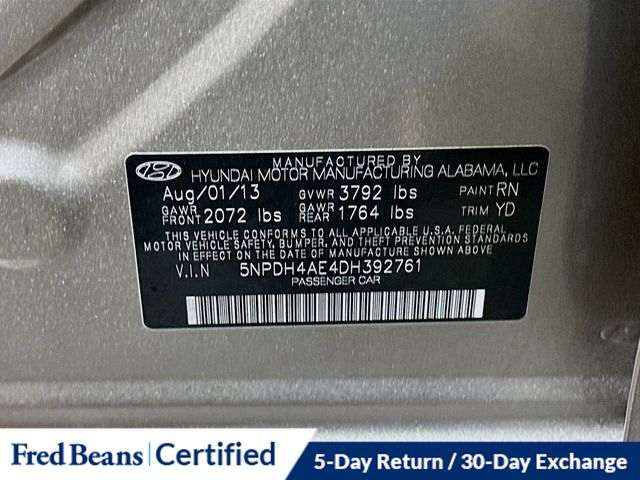 MANUFACTURED BY
HYUNDAI MOTOR MANUFACTURING ALABAMA, LLC
Aug/01/13 GVWR 3792 lbs PAINT RN
GAWR FRONT 2072 lbs GAWR REAR 1764 lbs TRIM YD
THIS VEHICLE CONFORMS TO ALL APPLICABLE U.S. FEDERAL
MOTOR VEHICLE SAFETY, BUMPER, AND THEFT PREVENTION
STANDARDS IN EFFECT ON THE DATE OF MANUFACTURE SHOWN ABOVE
V.I.N 5NPDH4AE4DH392761
PASSENGER CAR
Fred Beans Certified
5-Day Return / 30-Day Exchange